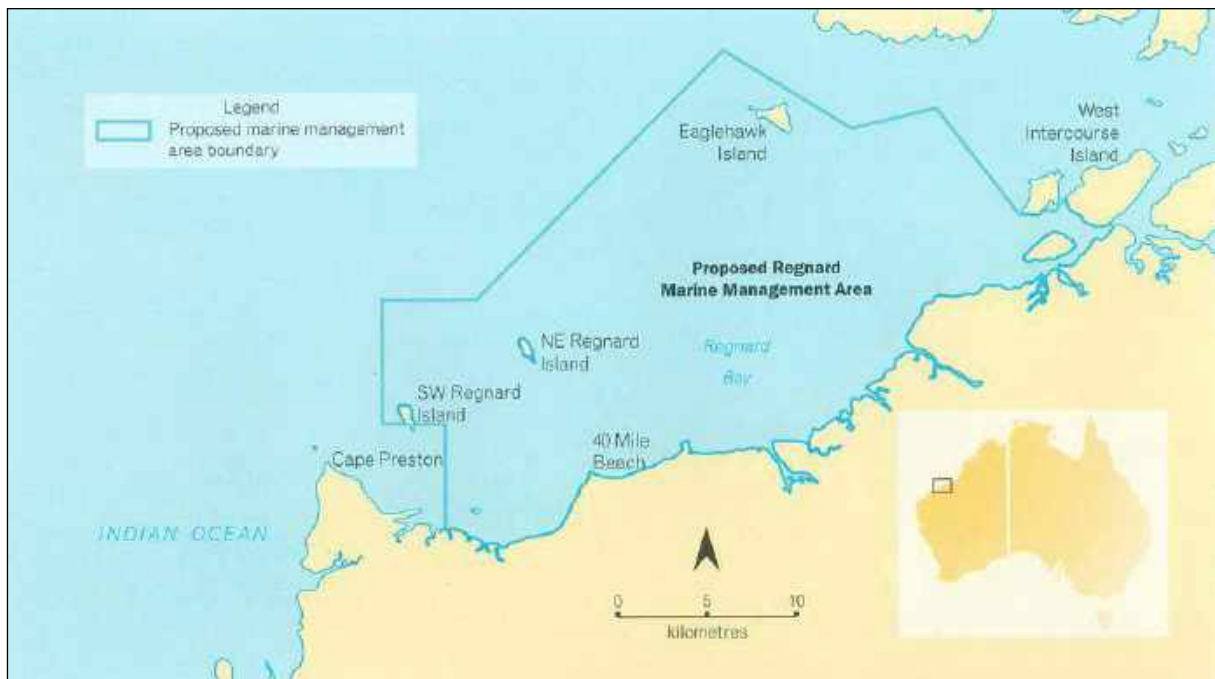 Legend
Proposed marine management
area boundary
Eaglehawk
Island
West
Intercourse
Island
Proposed Regnard
Marine Management Area
Regnard
Bay
NE Regnard
Island
SW Regnard
Island
40 Mile
Beach
Cape Preston
INDIAN OCEAN
0 5 10
kilometres